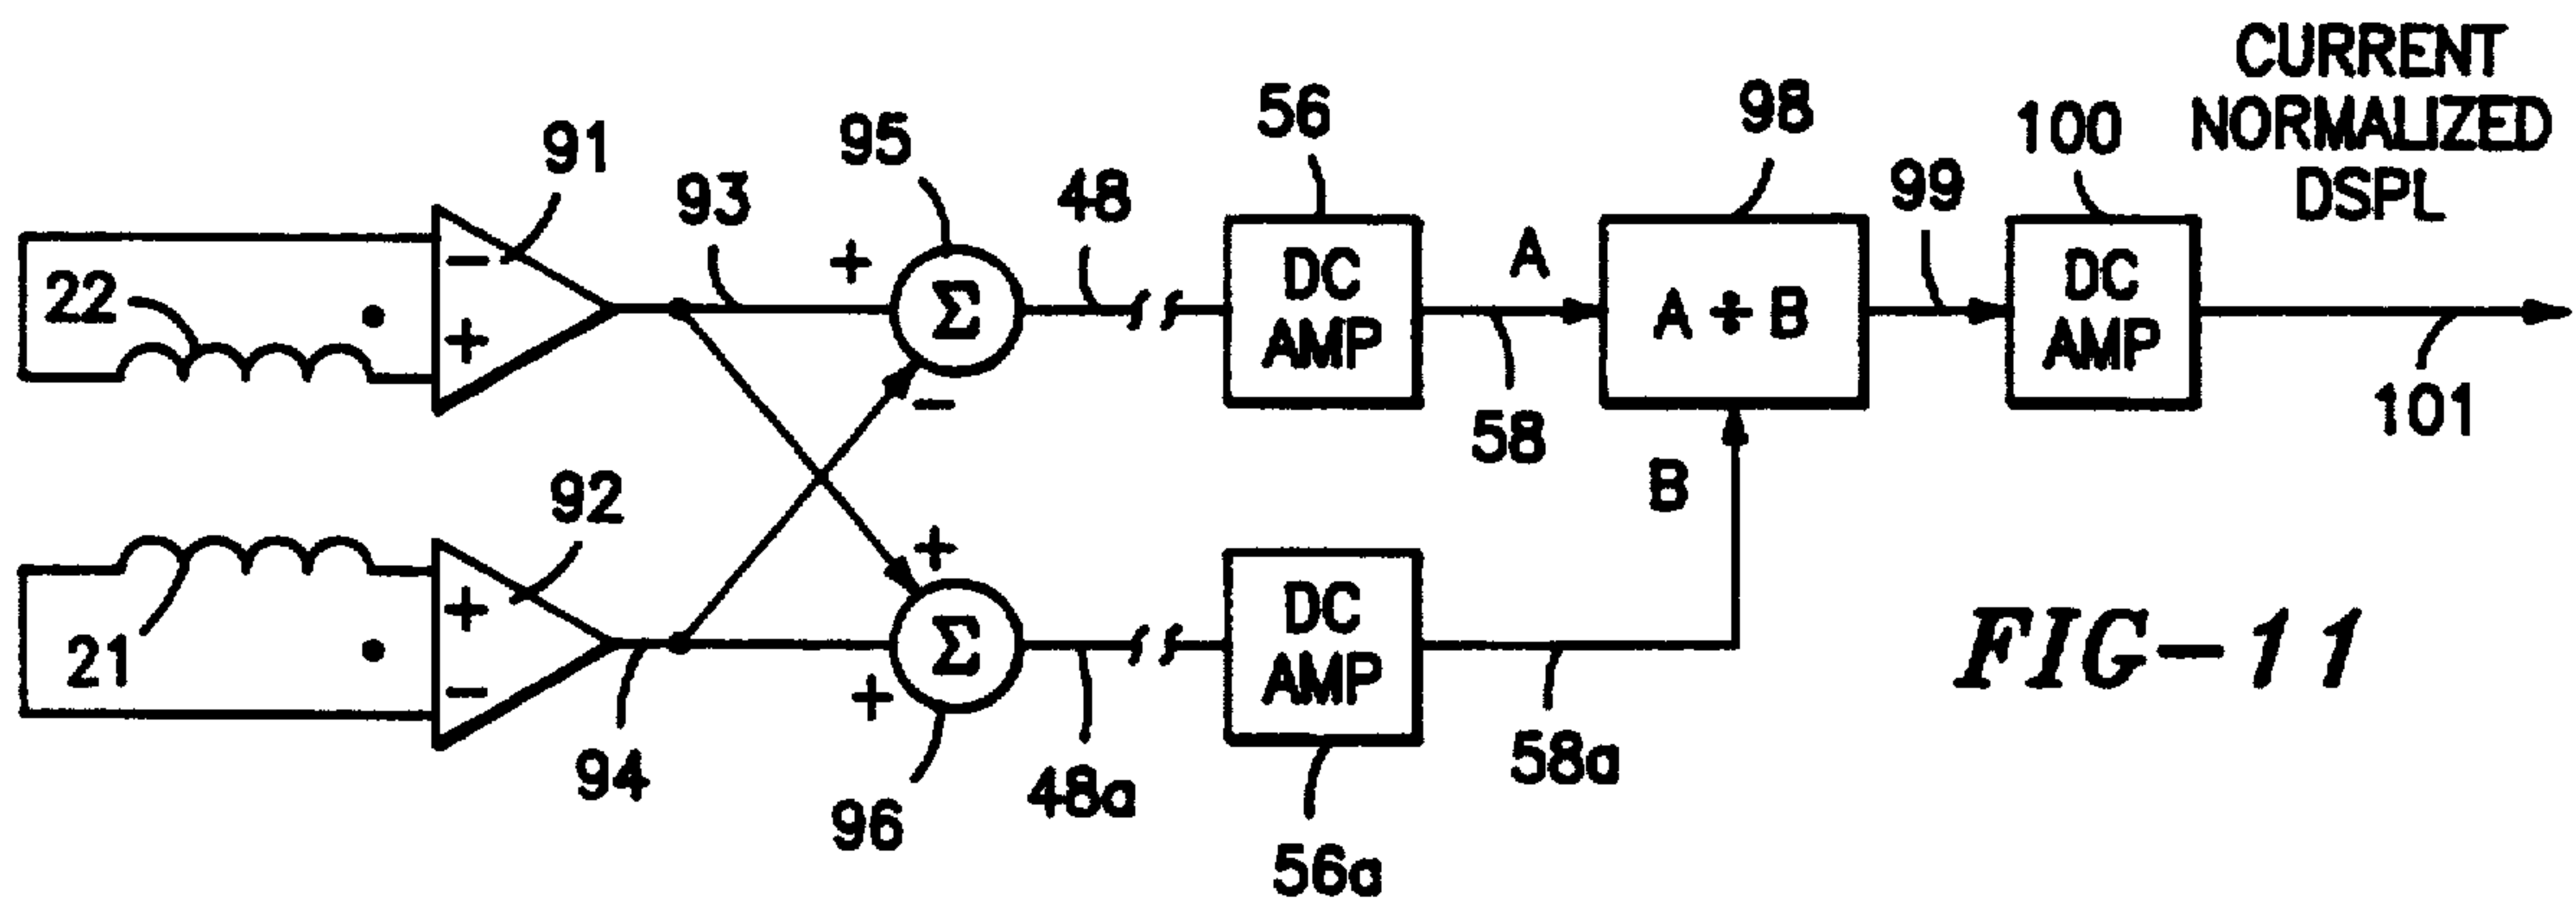 CURRENT
NORMALIZED
DSPL
91
93
95
48
56
98
99
100
22
−
+
+
Σ
−
DC
AMP
A
58
A ÷ B
DC
AMP
101
21
92
+
−
94
+
+
Σ
96
48a
DC
AMP
56a
58a
B
FIG-11